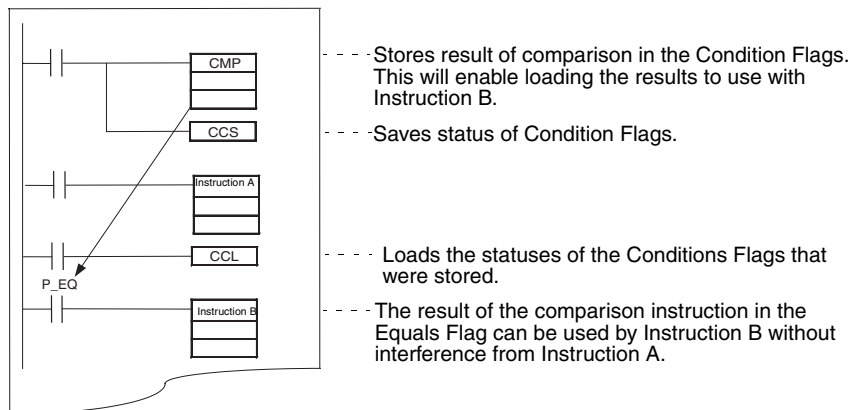 CMP
- - - Stores result of comparison in the Condition Flags.
This will enable loading the results to use with
Instruction B.
CCS
- - - Saves status of Condition Flags.
Instruction A
CCL
- - - Loads the statuses of the Conditions Flags that
were stored.
P_EQ
Instruction B
- - - The result of the comparison instruction in the
Equals Flag can be used by Instruction B without
interference from Instruction A.